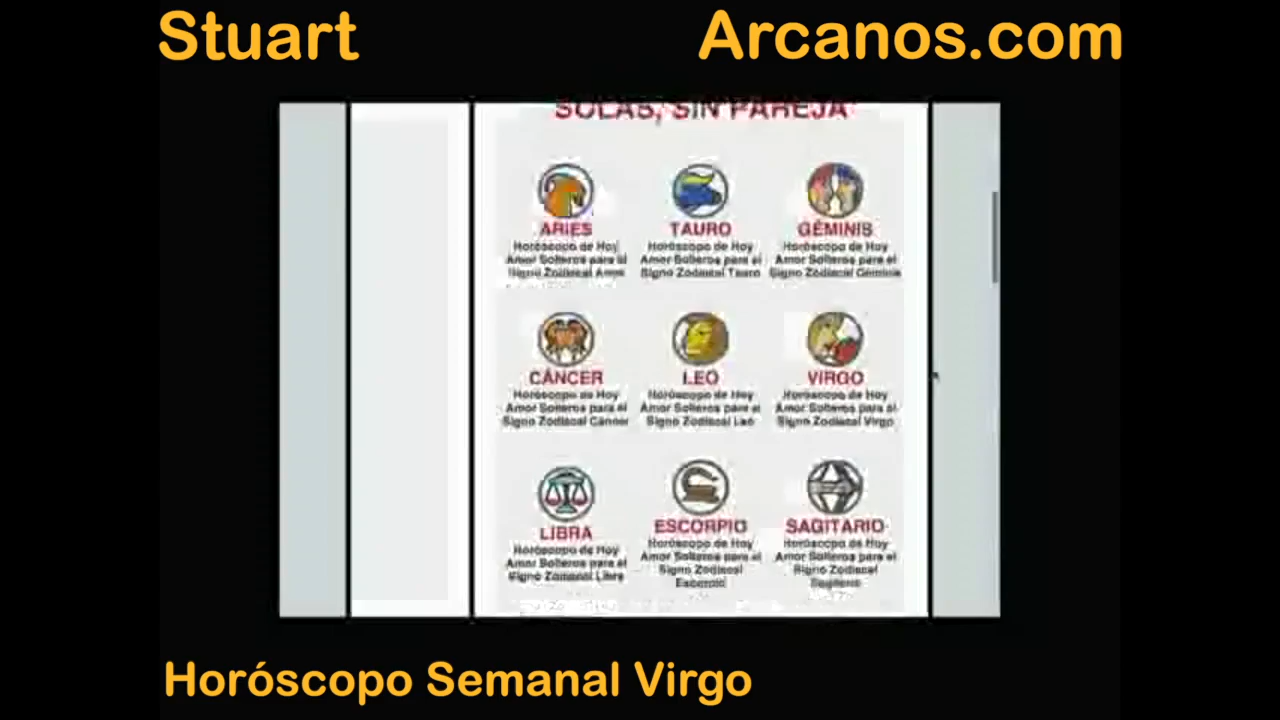 Stuart
Arcanos.com
SOLAS, SIN PAREJA
ARIES
Horóscopo de Hoy
Amor Solteros para el
Signo Zodiacal Aries
TAURO
Horóscopo de Hoy
Amor Solteros para el
Signo Zodiacal Tauro
GÉMINIS
Horóscopo de Hoy
Amor Solteros para el
Signo Zodiacal Géminis
CÁNCER
Horóscopo de Hoy
Amor Solteros para el
Signo Zodiacal Cáncer
LEO
Horóscopo de Hoy
Amor Solteros para el
Signo Zodiacal Leo
VIRGO
Horóscopo de Hoy
Amor Solteros para el
Signo Zodiacal Virgo
LIBRA
Horóscopo de Hoy
Amor Solteros para el
Signo Zodiacal Libra
ESCORPIO
Horóscopo de Hoy
Amor Solteros para el
Signo Zodiacal
Escorpio
SAGITARIO
Horóscopo de Hoy
Amor Solteros para el
Signo Zodiacal
Sagitario
Horóscopo Semanal Virgo